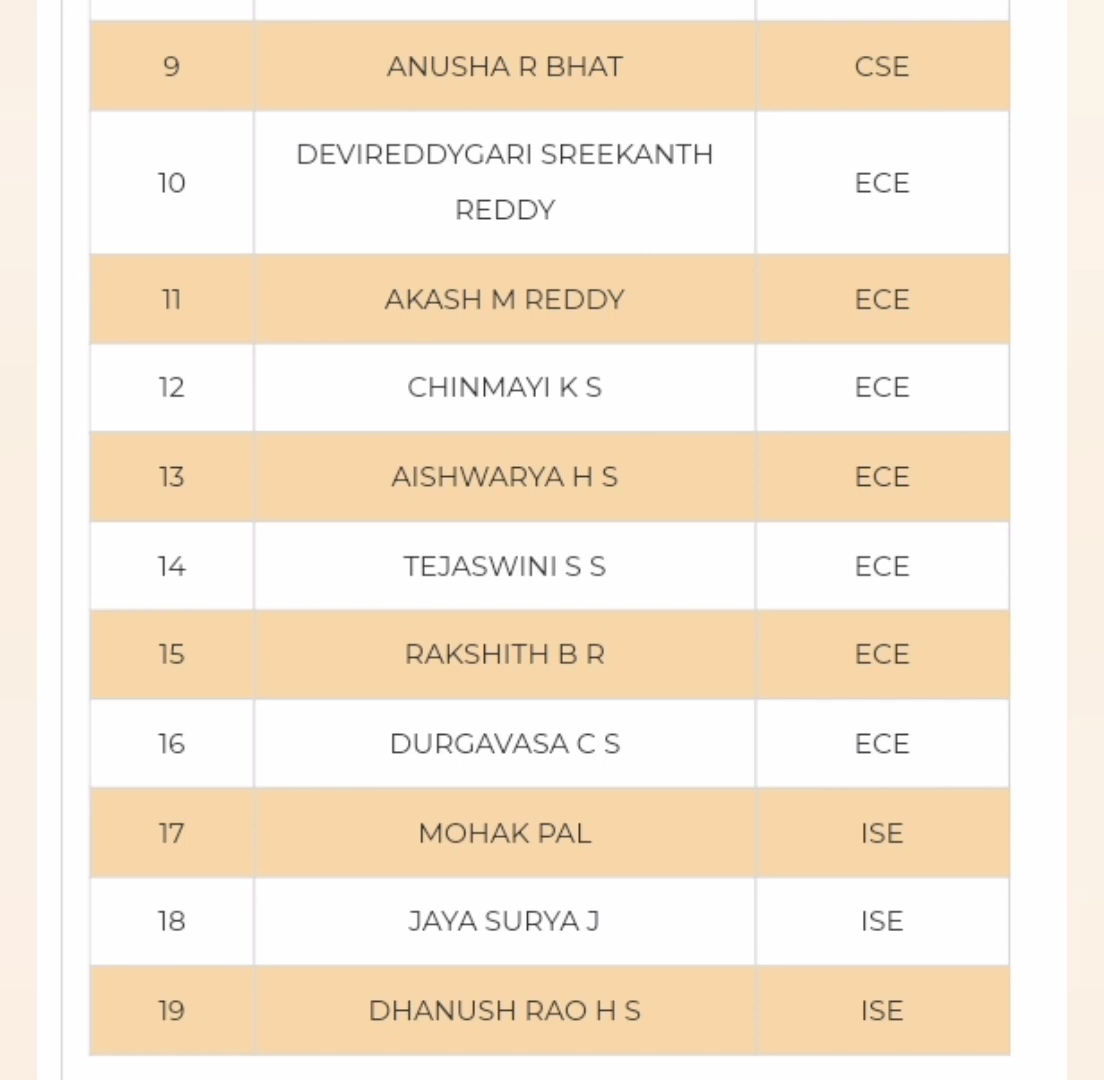 9 ANUSHA R BHAT CSE
DEVIREDDYGARI SREEKANTH
10 ECE
REDDY
11 AKASH M REDDY ECE
12 CHINMAYI K S ECE
13 AISHWARYA H S ECE
14 TEJASWINI S S ECE
15 RAKSHITH B R ECE
16 DURGAVASA C S ECE
17 MOHAK PAL ISE
18 JAYA SURYA J ISE
19 DHANUSH RAO H S ISE